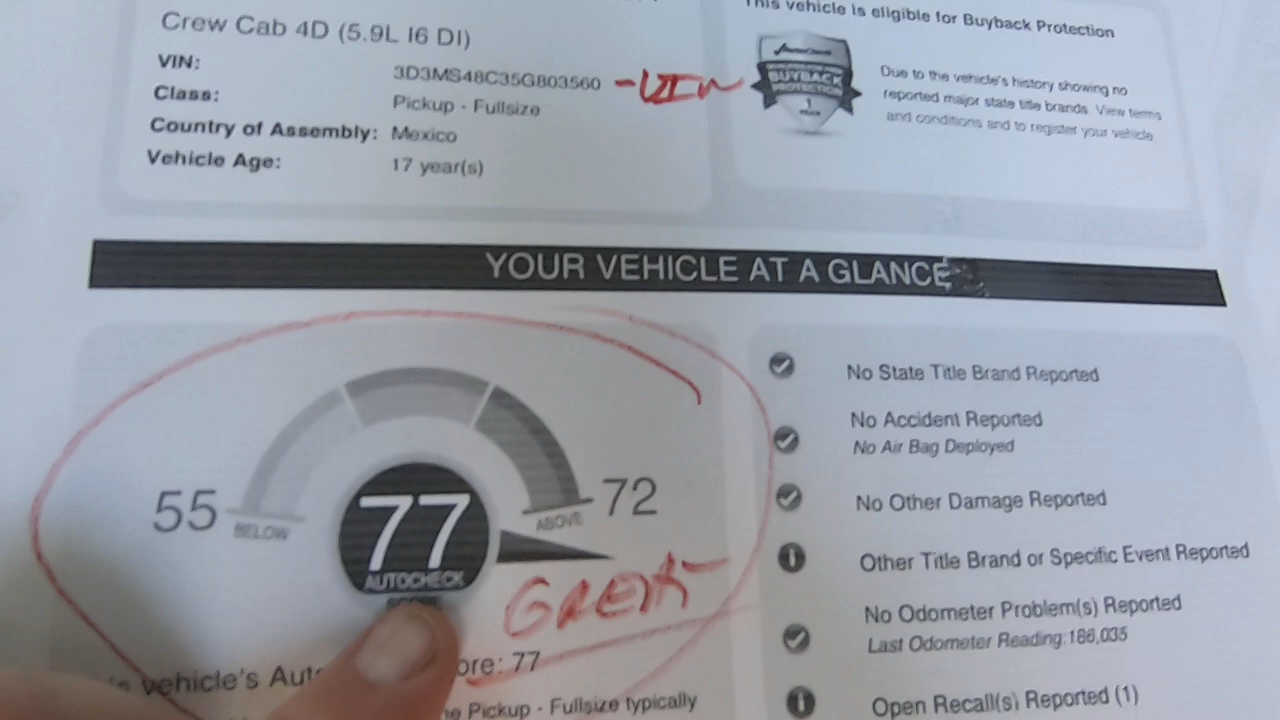 Crew Cab 4D (5.9L I6 DI)
VIN: 3D3MS48C35G803560 -VIN
Class: Pickup - Fullsize
Country of Assembly: Mexico
Vehicle Age: 17 year(s)
This vehicle is eligible for Buyback Protection
AutoCheck
BUYBACK
PROTECTION
1
YEAR
Due to the vehicle's history showing no
reported major state title brands. View terms
and conditions and to register your vehicle.
YOUR VEHICLE AT A GLANCE
55
BELOW
77
AUTOCHECK
SCORE
ABOVE
72
GREAT
vehicle's Auto
ore: 77
Pickup - Fullsize typically
No State Title Brand Reported
No Accident Reported
No Air Bag Deployed
No Other Damage Reported
Other Title Brand or Specific Event Reported
No Odometer Problem(s) Reported
Last Odometer Reading:186,035
Open Recall(s) Reported (1)